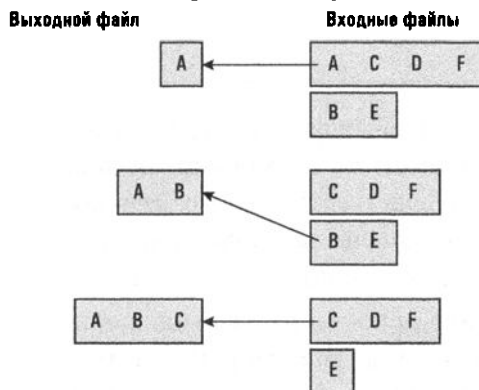 Выходной файл Входные файлы
A A C D F
B E
A B C D F
B E
A B C C D F
E